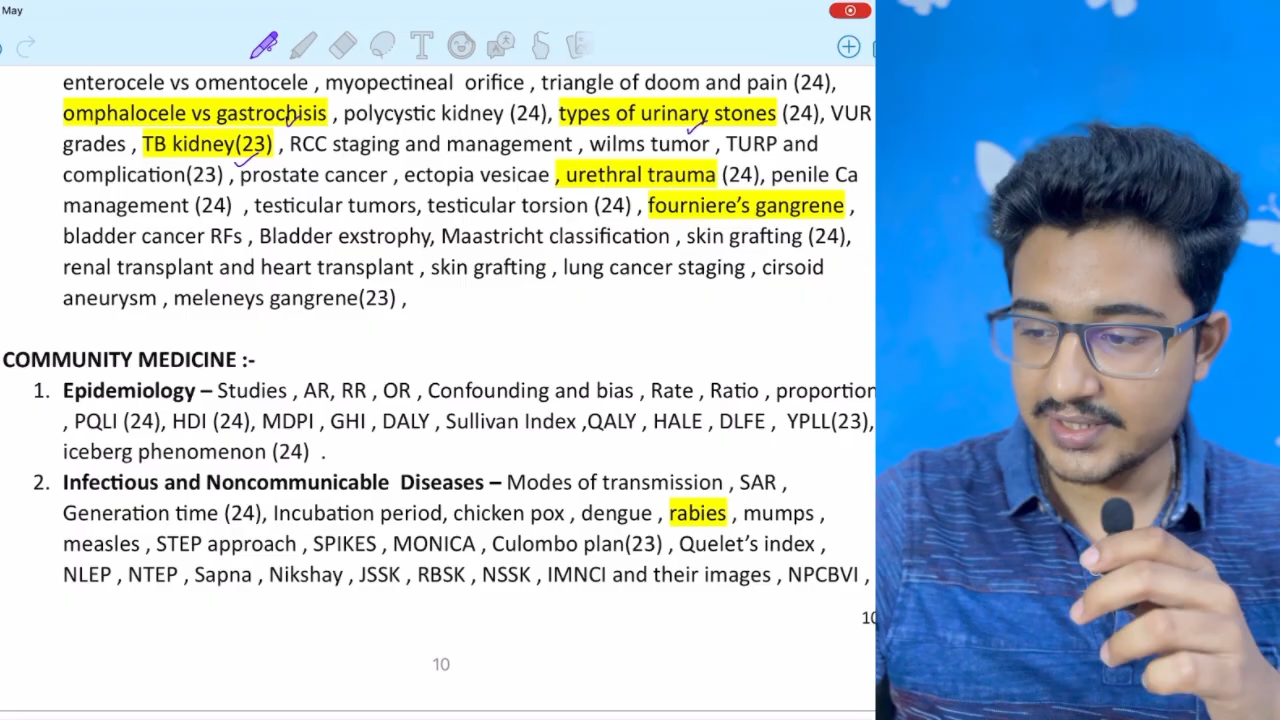 May
enterocele vs omentocele , myopectineal orifice , triangle of doom and pain (24),
omphalocele vs gastrochisis , polycystic kidney (24), types of urinary stones (24), VUR
grades , TB kidney(23) , RCC staging and management , wilms tumor , TURP and
complication(23) , prostate cancer , ectopia vesicae , urethral trauma (24), penile Ca
management (24) , testicular tumors, testicular torsion (24) , fourniere’s gangrene ,
bladder cancer RFs , Bladder exstrophy, Maastricht classification , skin grafting (24),
renal transplant and heart transplant , skin grafting , lung cancer staging , cirsoid
aneurysm , meleneys gangrene(23) ,
COMMUNITY MEDICINE :-
1. Epidemiology – Studies , AR, RR , OR , Confounding and bias , Rate , Ratio , proportion
, PQLI (24), HDI (24), MDPI , GHI , DALY , Sullivan Index ,QALY , HALE , DLFE , YPLL(23),
iceberg phenomenon (24) .
2. Infectious and Noncommunicable Diseases – Modes of transmission , SAR ,
Generation time (24), Incubation period, chicken pox , dengue , rabies , mumps ,
measles , STEP approach , SPIKES , MONICA , Culombo plan(23) , Quelet’s index ,
NLEP , NTEP , Sapna , Nikshay , JSSK , RBSK , NSSK , IMNCI and their images , NPCBVI ,
10
10